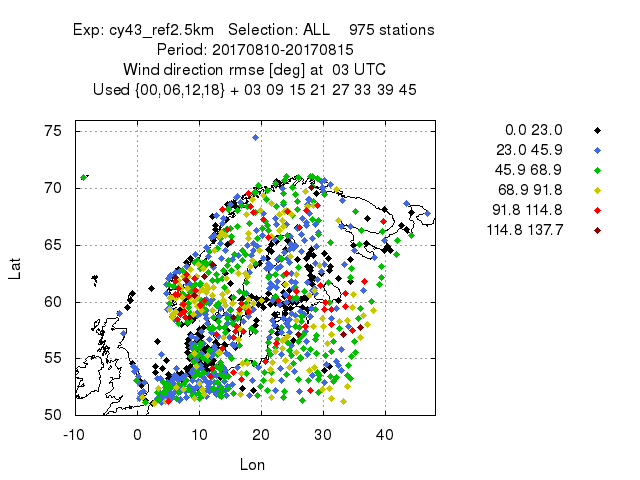 Exp: cy43_ref2.5km Selection: ALL 975 stations
Period: 20170810-20170815
Wind direction rmse [deg] at 03 UTC
Used {00,06,12,18} + 03 09 15 21 27 33 39 45
0.0 23.0
23.0 45.9
45.9 68.9
68.9 91.8
91.8 114.8
114.8 137.7
75
70
65
60
55
50
Lat
-10 0 10 20 30 40
Lon